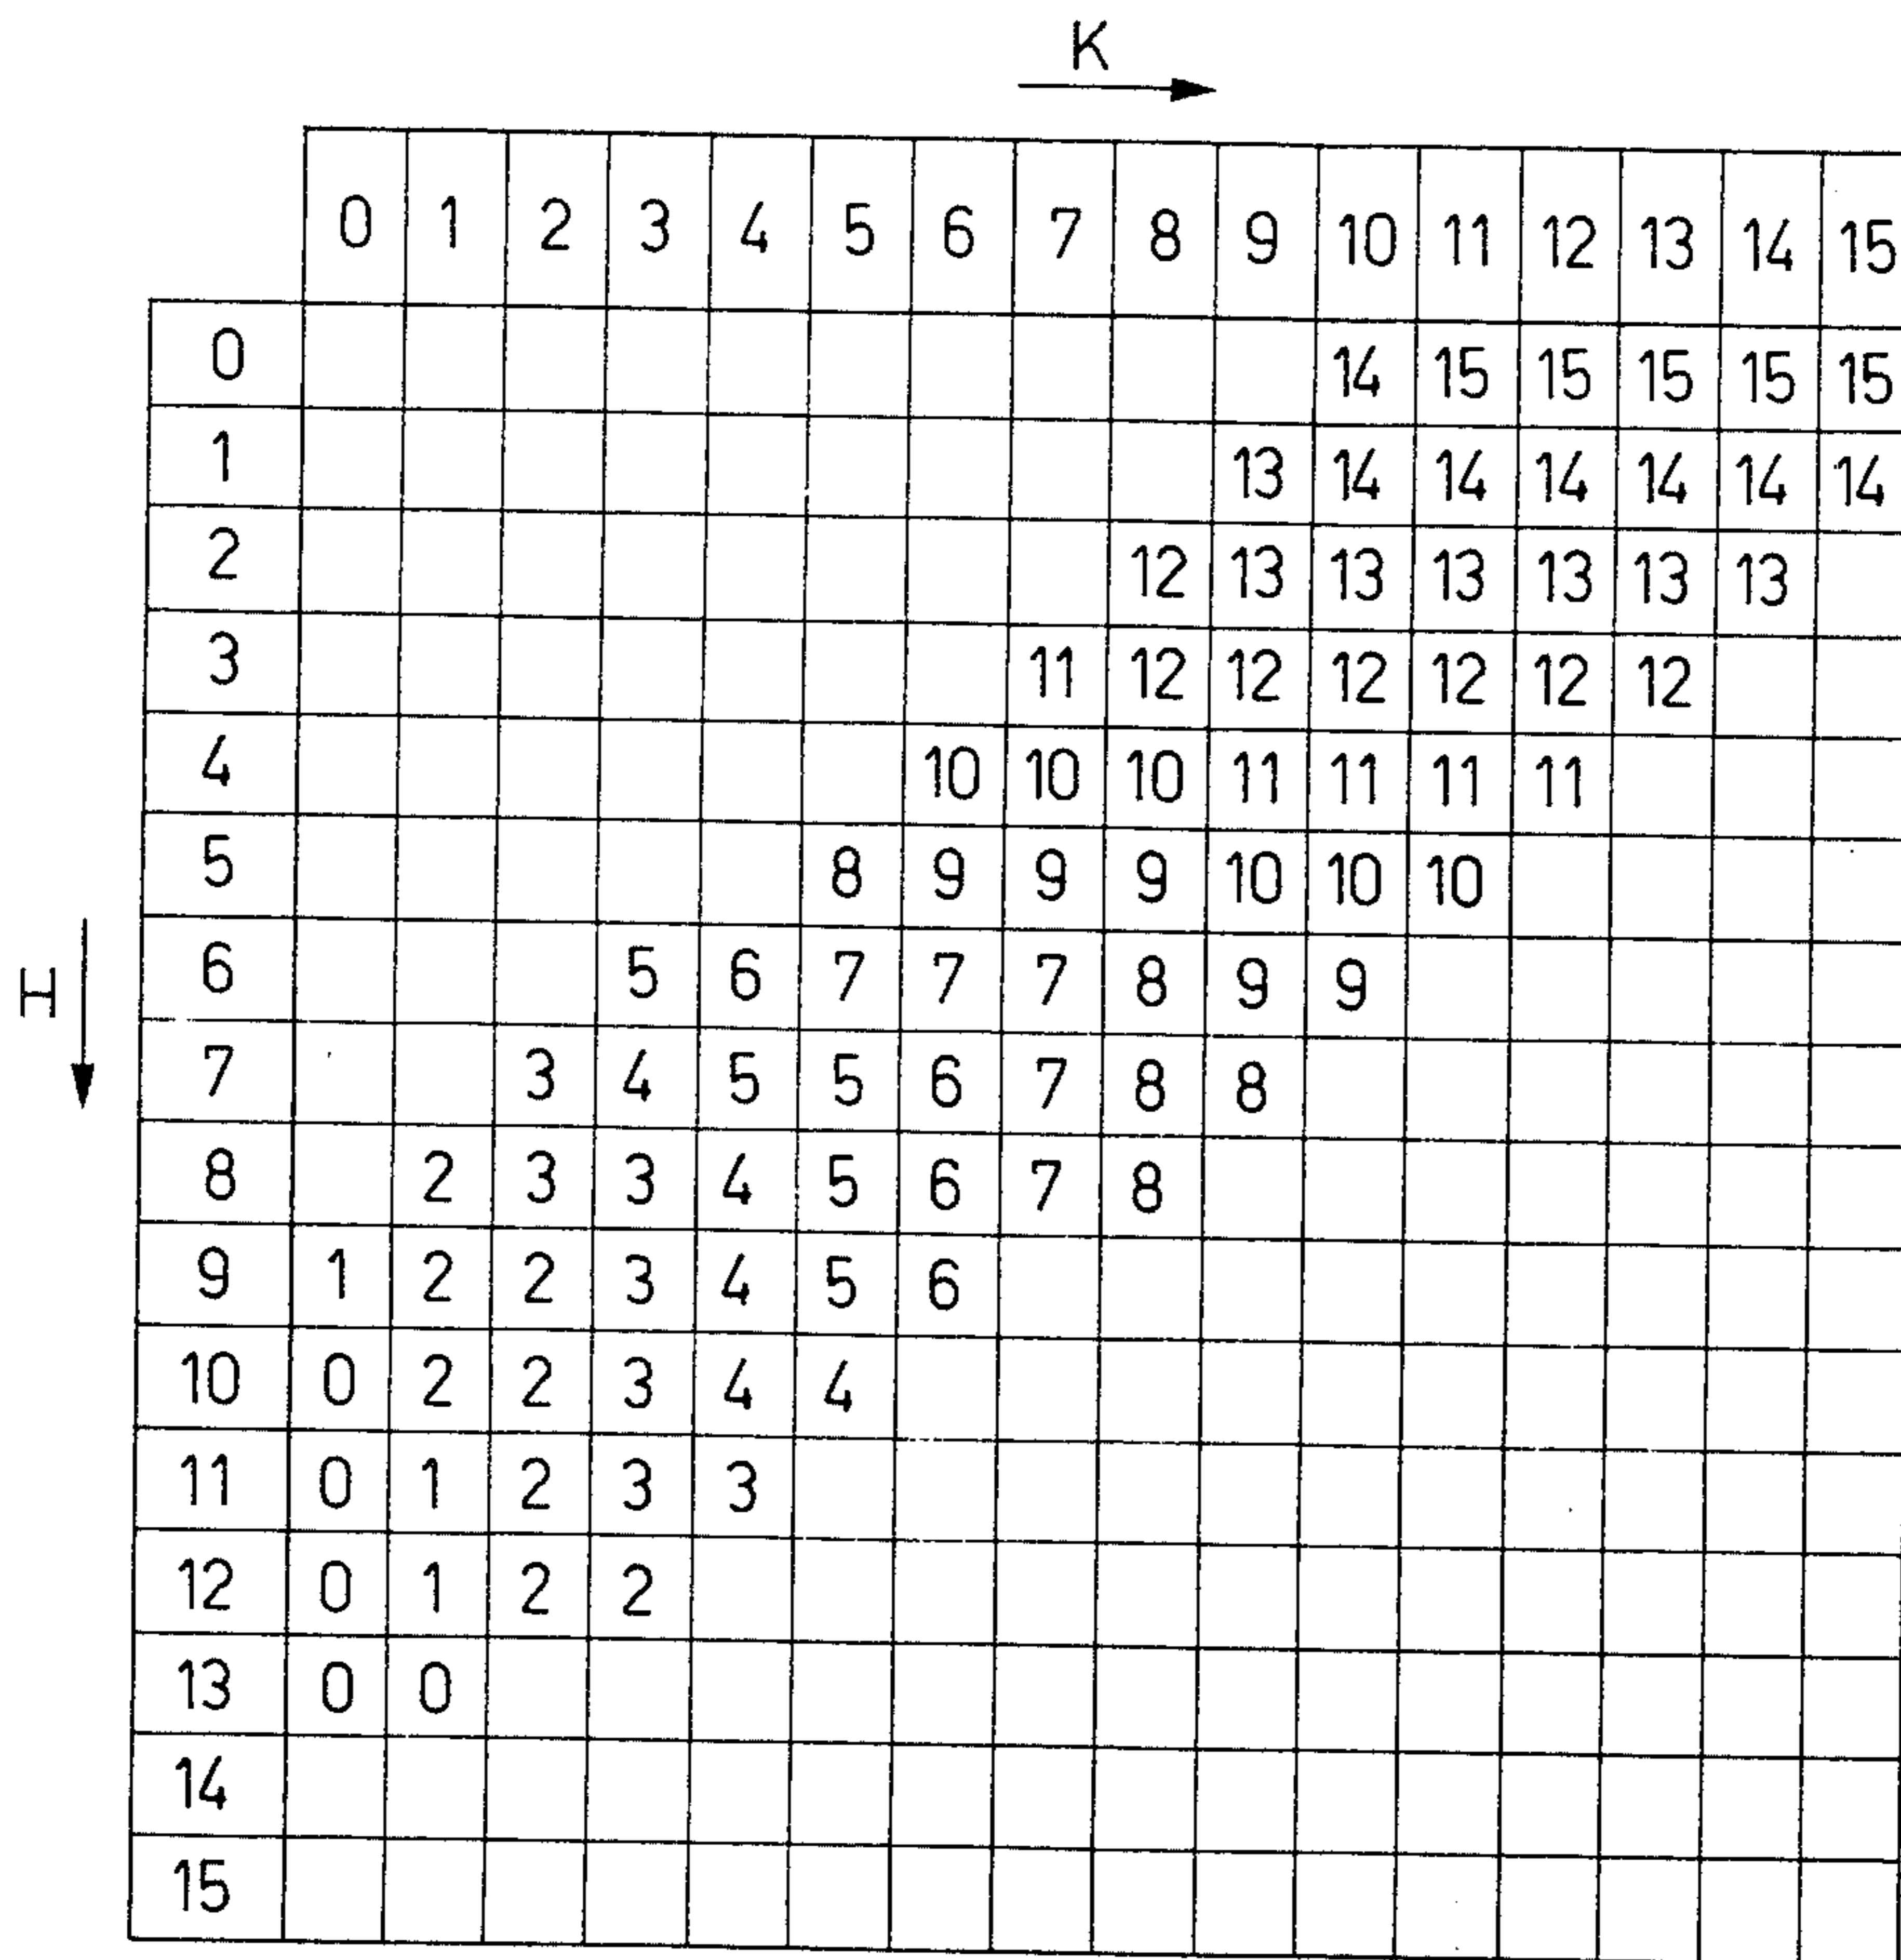 K
0 1 2 3 4 5 6 7 8 9 10 11 12 13 14 15
0 14 15 15 15 15 15
1 13 14 14 14 14 14 14
2 12 13 13 13 13 13 13
3 11 12 12 12 12 12 12
4 10 10 10 11 11 11 11
5 8 9 9 9 10 10 10
H
6 5 6 7 7 7 8 9 9
7 3 4 5 5 6 7 8 8
8 2 3 3 4 5 6 7 8
9 1 2 2 3 4 5 6
10 0 2 2 3 4 4
11 0 1 2 3 3
12 0 1 2 2
13 0 0
14
15